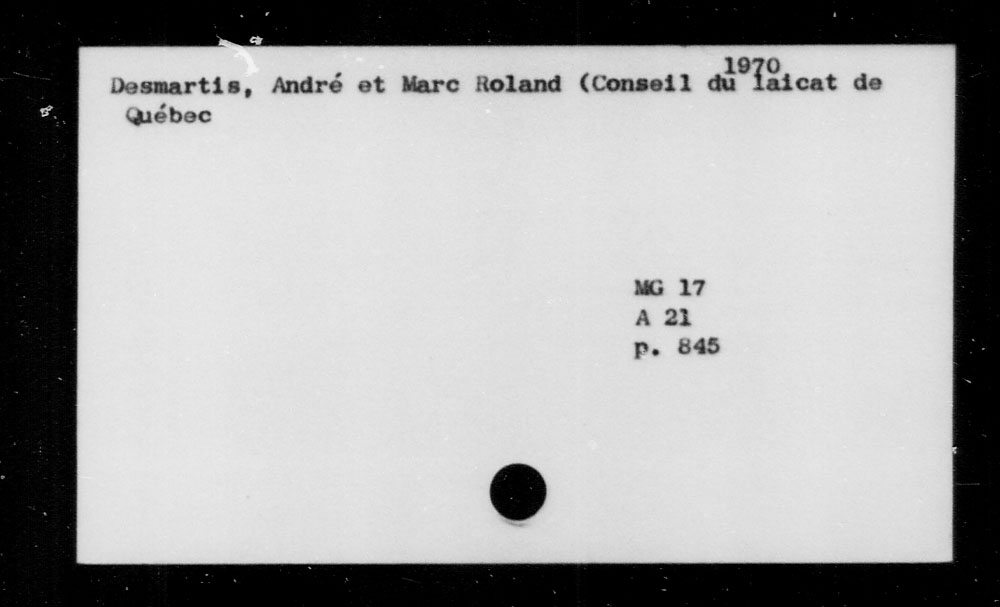 1970
Desmartis, André et Marc Roland (Conseil du laicat de
Québec
MG 17
A 21
p. 845